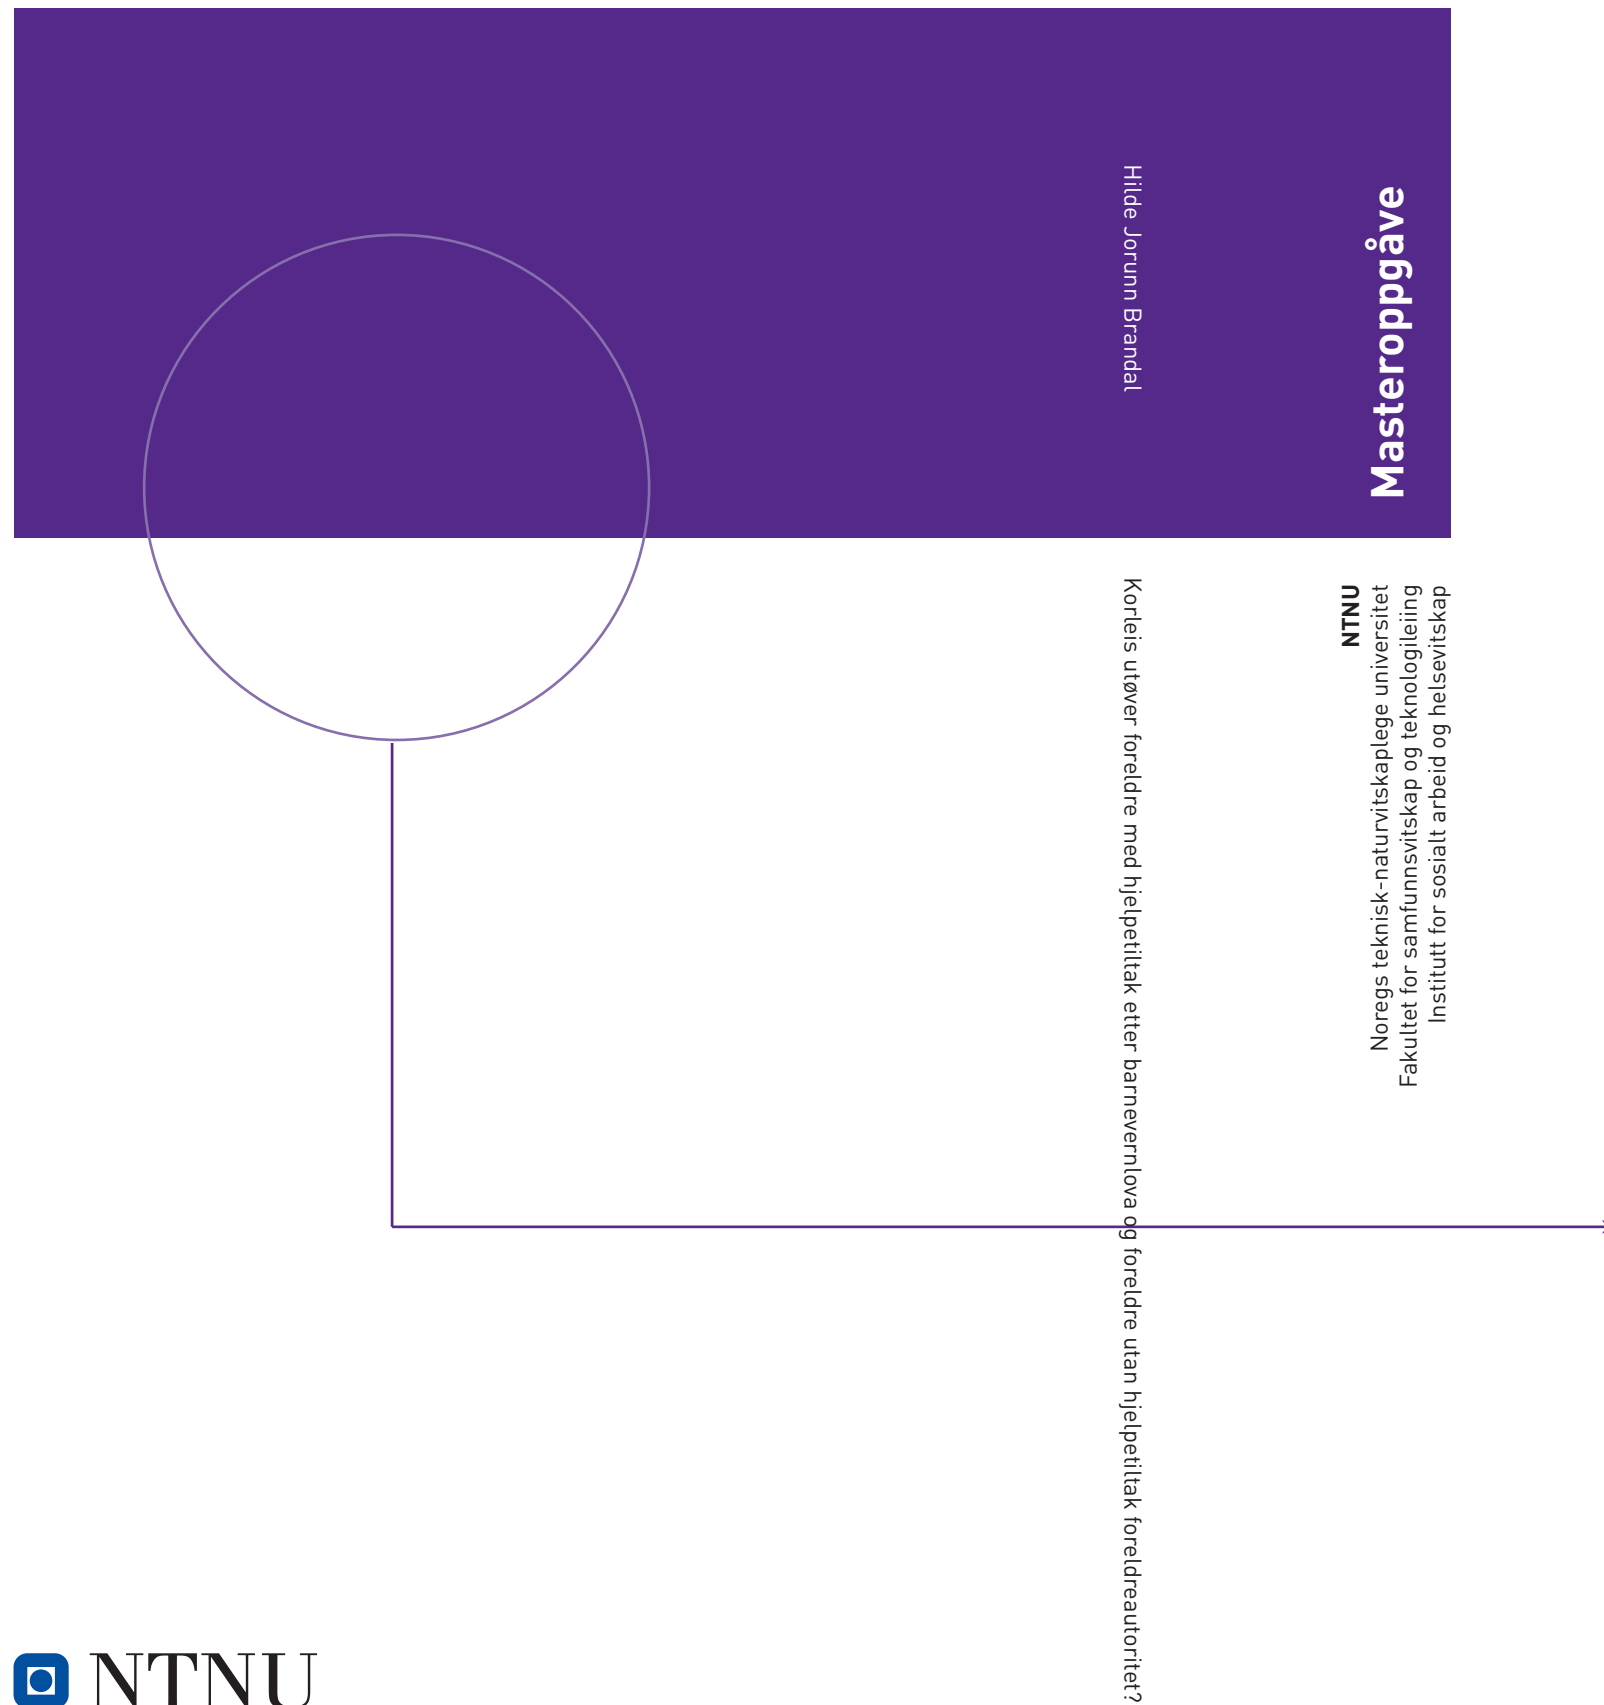 Hilde Jorunn Brandal
Korleis utøver foreldre med hjelpetiltak etter barnevernlova og foreldre utan hjelpetiltak foreldreautoritet?
NTNU
Noregs teknisk-naturvitskaplege universitet
Fakultet for samfunnsvitskap og teknologileiing
Institutt for sosialt arbeid og helsevitskap
Masteroppgåve
NTNU